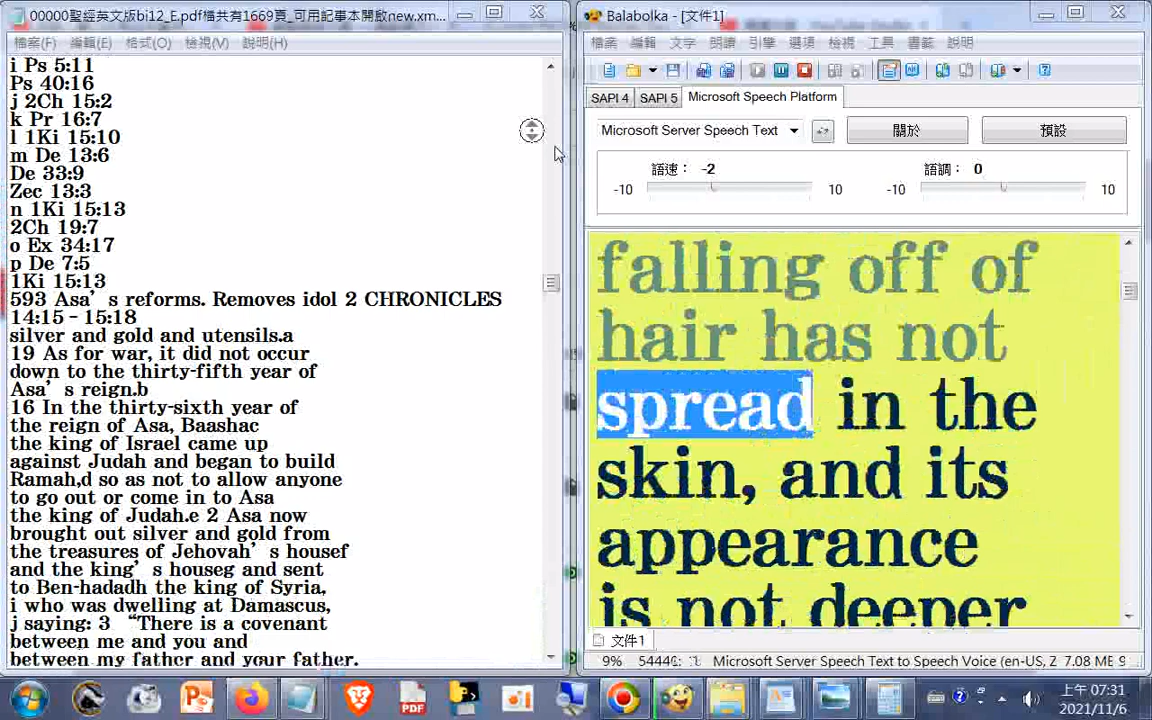 00000聖經英文版bi12_E.pdf檔共有1669頁_可用記事本開啟new.xm...
檔案(F) 編輯(E) 格式(O) 檢視(V) 說明(H)
i Ps 5:11
Ps 40:16
j 2Ch 15:2
k Pr 16:7
l 1Ki 15:10
m De 13:6
De 33:9
Zec 13:3
n 1Ki 15:13
2Ch 19:7
o Ex 34:17
p De 7:5
1Ki 15:13
593 Asa’s reforms. Removes idol 2 CHRONICLES
14:15–15:18
silver and gold and utensils.a
19 As for war, it did not occur
down to the thirty-fifth year of
Asa’s reign.b
16 In the thirty-sixth year of
the reign of Asa, Baashac
the king of Israel came up
against Judah and began to build
Ramah,d so as not to allow anyone
to go out or come in to Asa
the king of Judah.e 2 Asa now
brought out silver and gold from
the treasures of Jehovah’s housef
and the king’s houseg and sent
to Ben-hadadh the king of Syria,
i who was dwelling at Damascus,
j saying: 3 “There is a covenant
between me and you and
between my father and your father.
Balabolka - [文件1]
檔案 編輯 文字 朗讀 引擎 選項 檢視 工具 書籤 說明
SAPI 4 SAPI 5 Microsoft Speech Platform
Microsoft Server Speech Text 關於 預設
語速： -2 語調： 0
-10 10 -10 10
falling off of
hair has not
spread in the
skin, and its
appearance
is not deeper
文件1
9% Microsoft Server Speech Text to Speech Voice (en-US, Z 7.08 MB 9
PDF
上午 07:31
2021/11/6